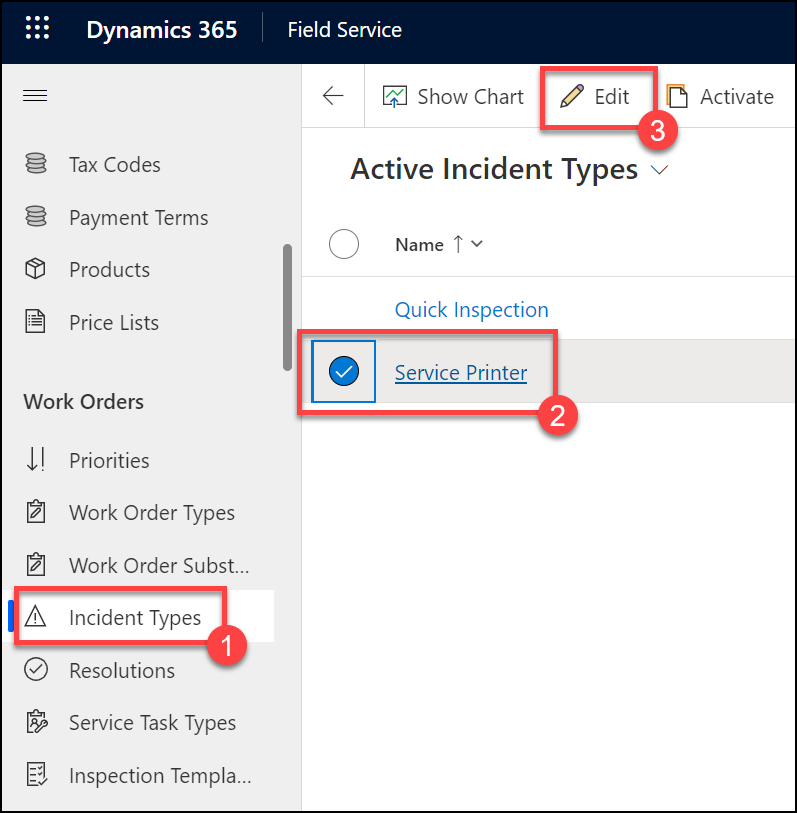 Dynamics 365 Field Service
Show Chart Edit Activate
3
Active Incident Types
Name
Quick Inspection
Service Printer
2
Tax Codes
Payment Terms
Products
Price Lists
Work Orders
Priorities
Work Order Types
Work Order Subst...
Incident Types
1
Resolutions
Service Task Types
Inspection Templa...